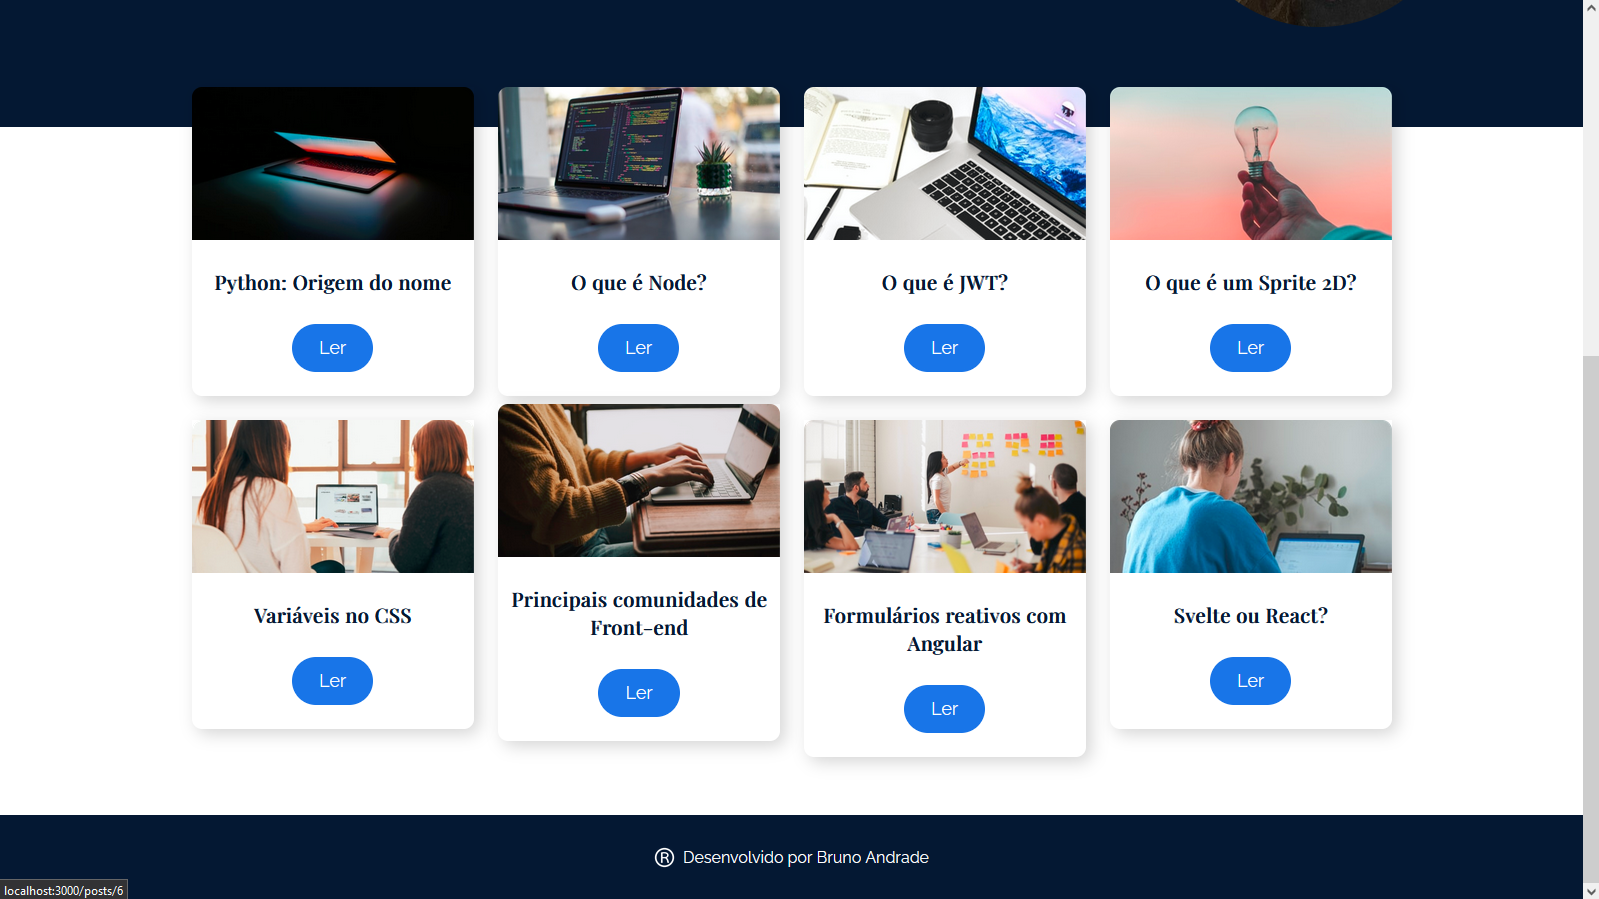 Python: Origem do nome
Ler
O que é Node?
Ler
O que é JWT?
Ler
O que é um Sprite 2D?
Ler
Variáveis no CSS
Ler
Principais comunidades de
Front-end
Ler
Formulários reativos com
Angular
Ler
Svelte ou React?
Ler
® Desenvolvido por Bruno Andrade
localhost:3000/posts/6